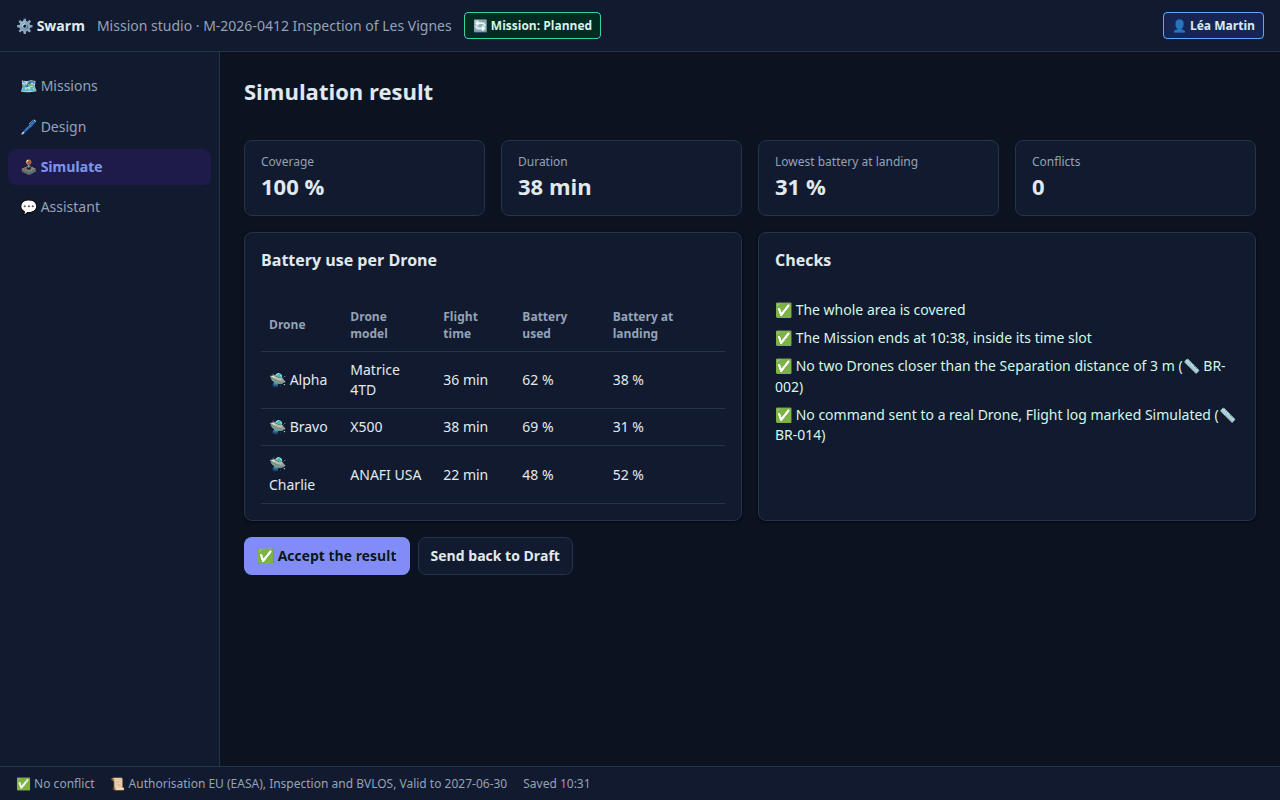 ⚙️ Swarm Mission studio · M-2026-0412 Inspection of Les Vignes 🔄 Mission: Planned 👤 Léa Martin
🗺️ Missions
🖊️ Design
🕹️ Simulate
💬 Assistant
Simulation result
Coverage
100 %
Duration
38 min
Lowest battery at landing
31 %
Conflicts
0
Battery use per Drone
Drone Drone model Flight time Battery used Battery at landing
🛸 Alpha Matrice 4TD 36 min 62 % 38 %
🛸 Bravo X500 38 min 69 % 31 %
🛸 Charlie ANAFI USA 22 min 48 % 52 %
Checks
✅ The whole area is covered
✅ The Mission ends at 10:38, inside its time slot
✅ No two Drones closer than the Separation distance of 3 m (📏 BR-
002)
✅ No command sent to a real Drone, Flight log marked Simulated (📏
BR-014)
✅ Accept the result Send back to Draft
✅ No conflict 📜 Authorisation EU (EASA), Inspection and BVLOS, Valid to 2027-06-30 Saved 10:31